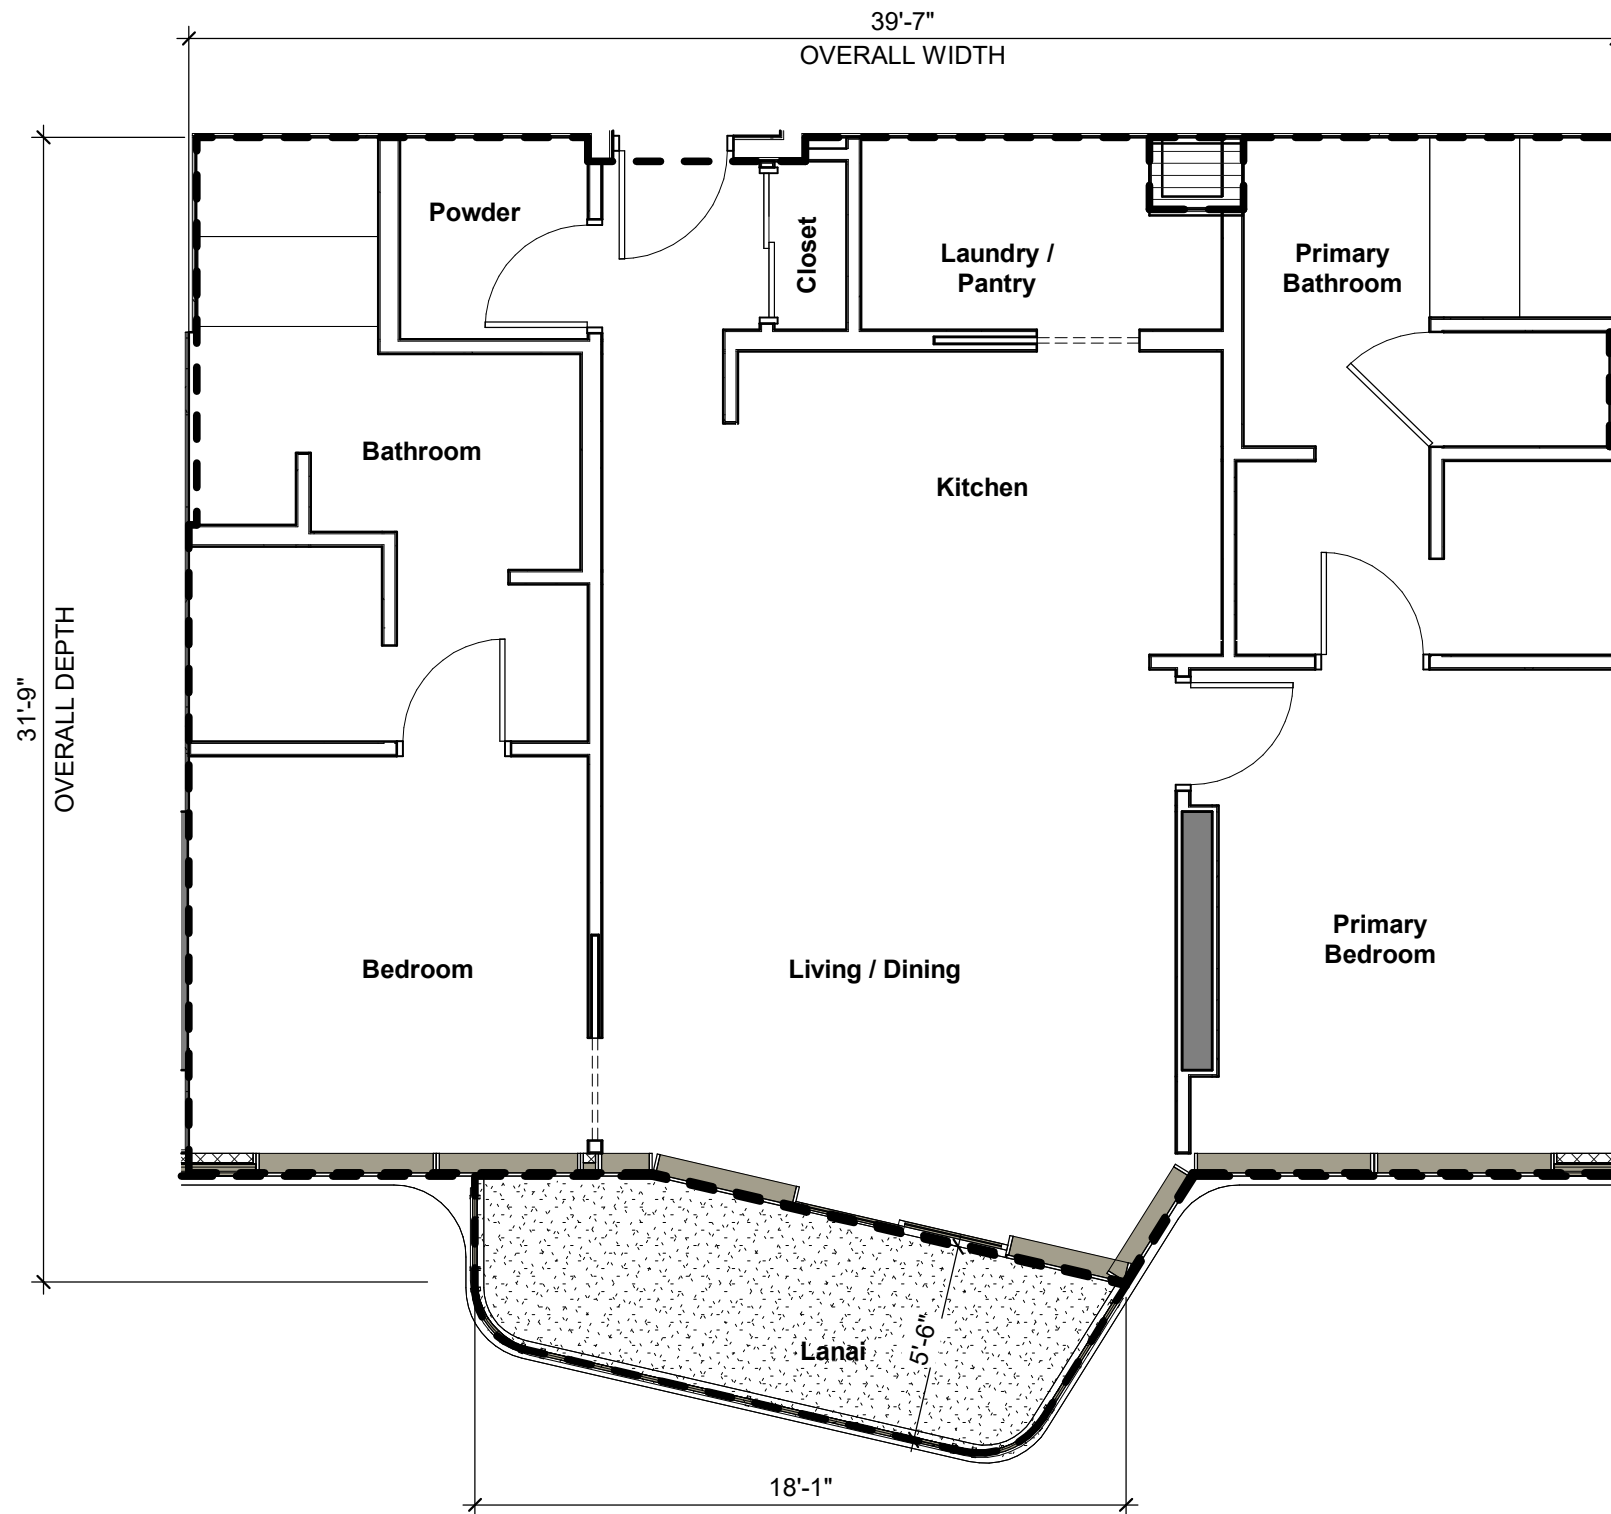 39'-7"
OVERALL WIDTH
Powder
Closet
Laundry /
Pantry
Primary
Bathroom
Bathroom
Kitchen
31'-9"
OVERALL DEPTH
Bedroom
Living / Dining
Primary
Bedroom
Lanai
5'-6"
18'-1"